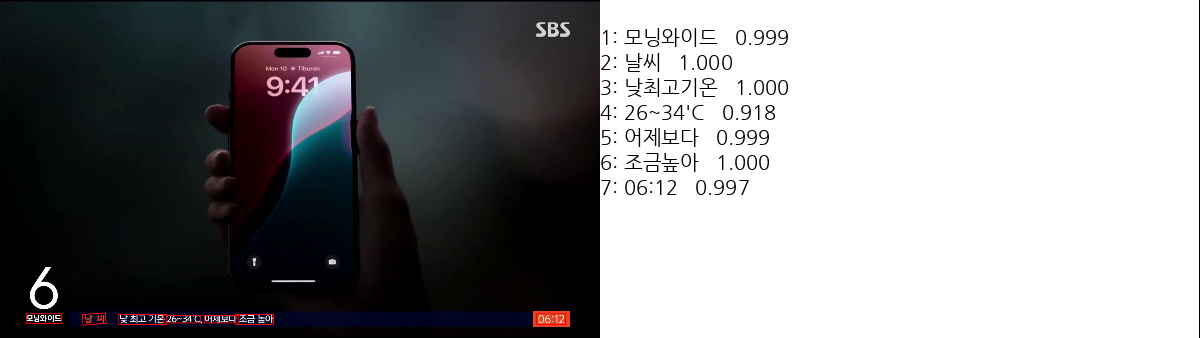 SBS
Mon 10 ☀ Tiburon
9:41
6
모닝와이드
날 씨 낮 최고 기온 26~34℃, 어제보다 조금 높아
06:12
1: 모닝와이드 0.999
2: 날씨 1.000
3: 낮최고기온 1.000
4: 26~34'C 0.918
5: 어제보다 0.999
6: 조금높아 1.000
7: 06:12 0.997